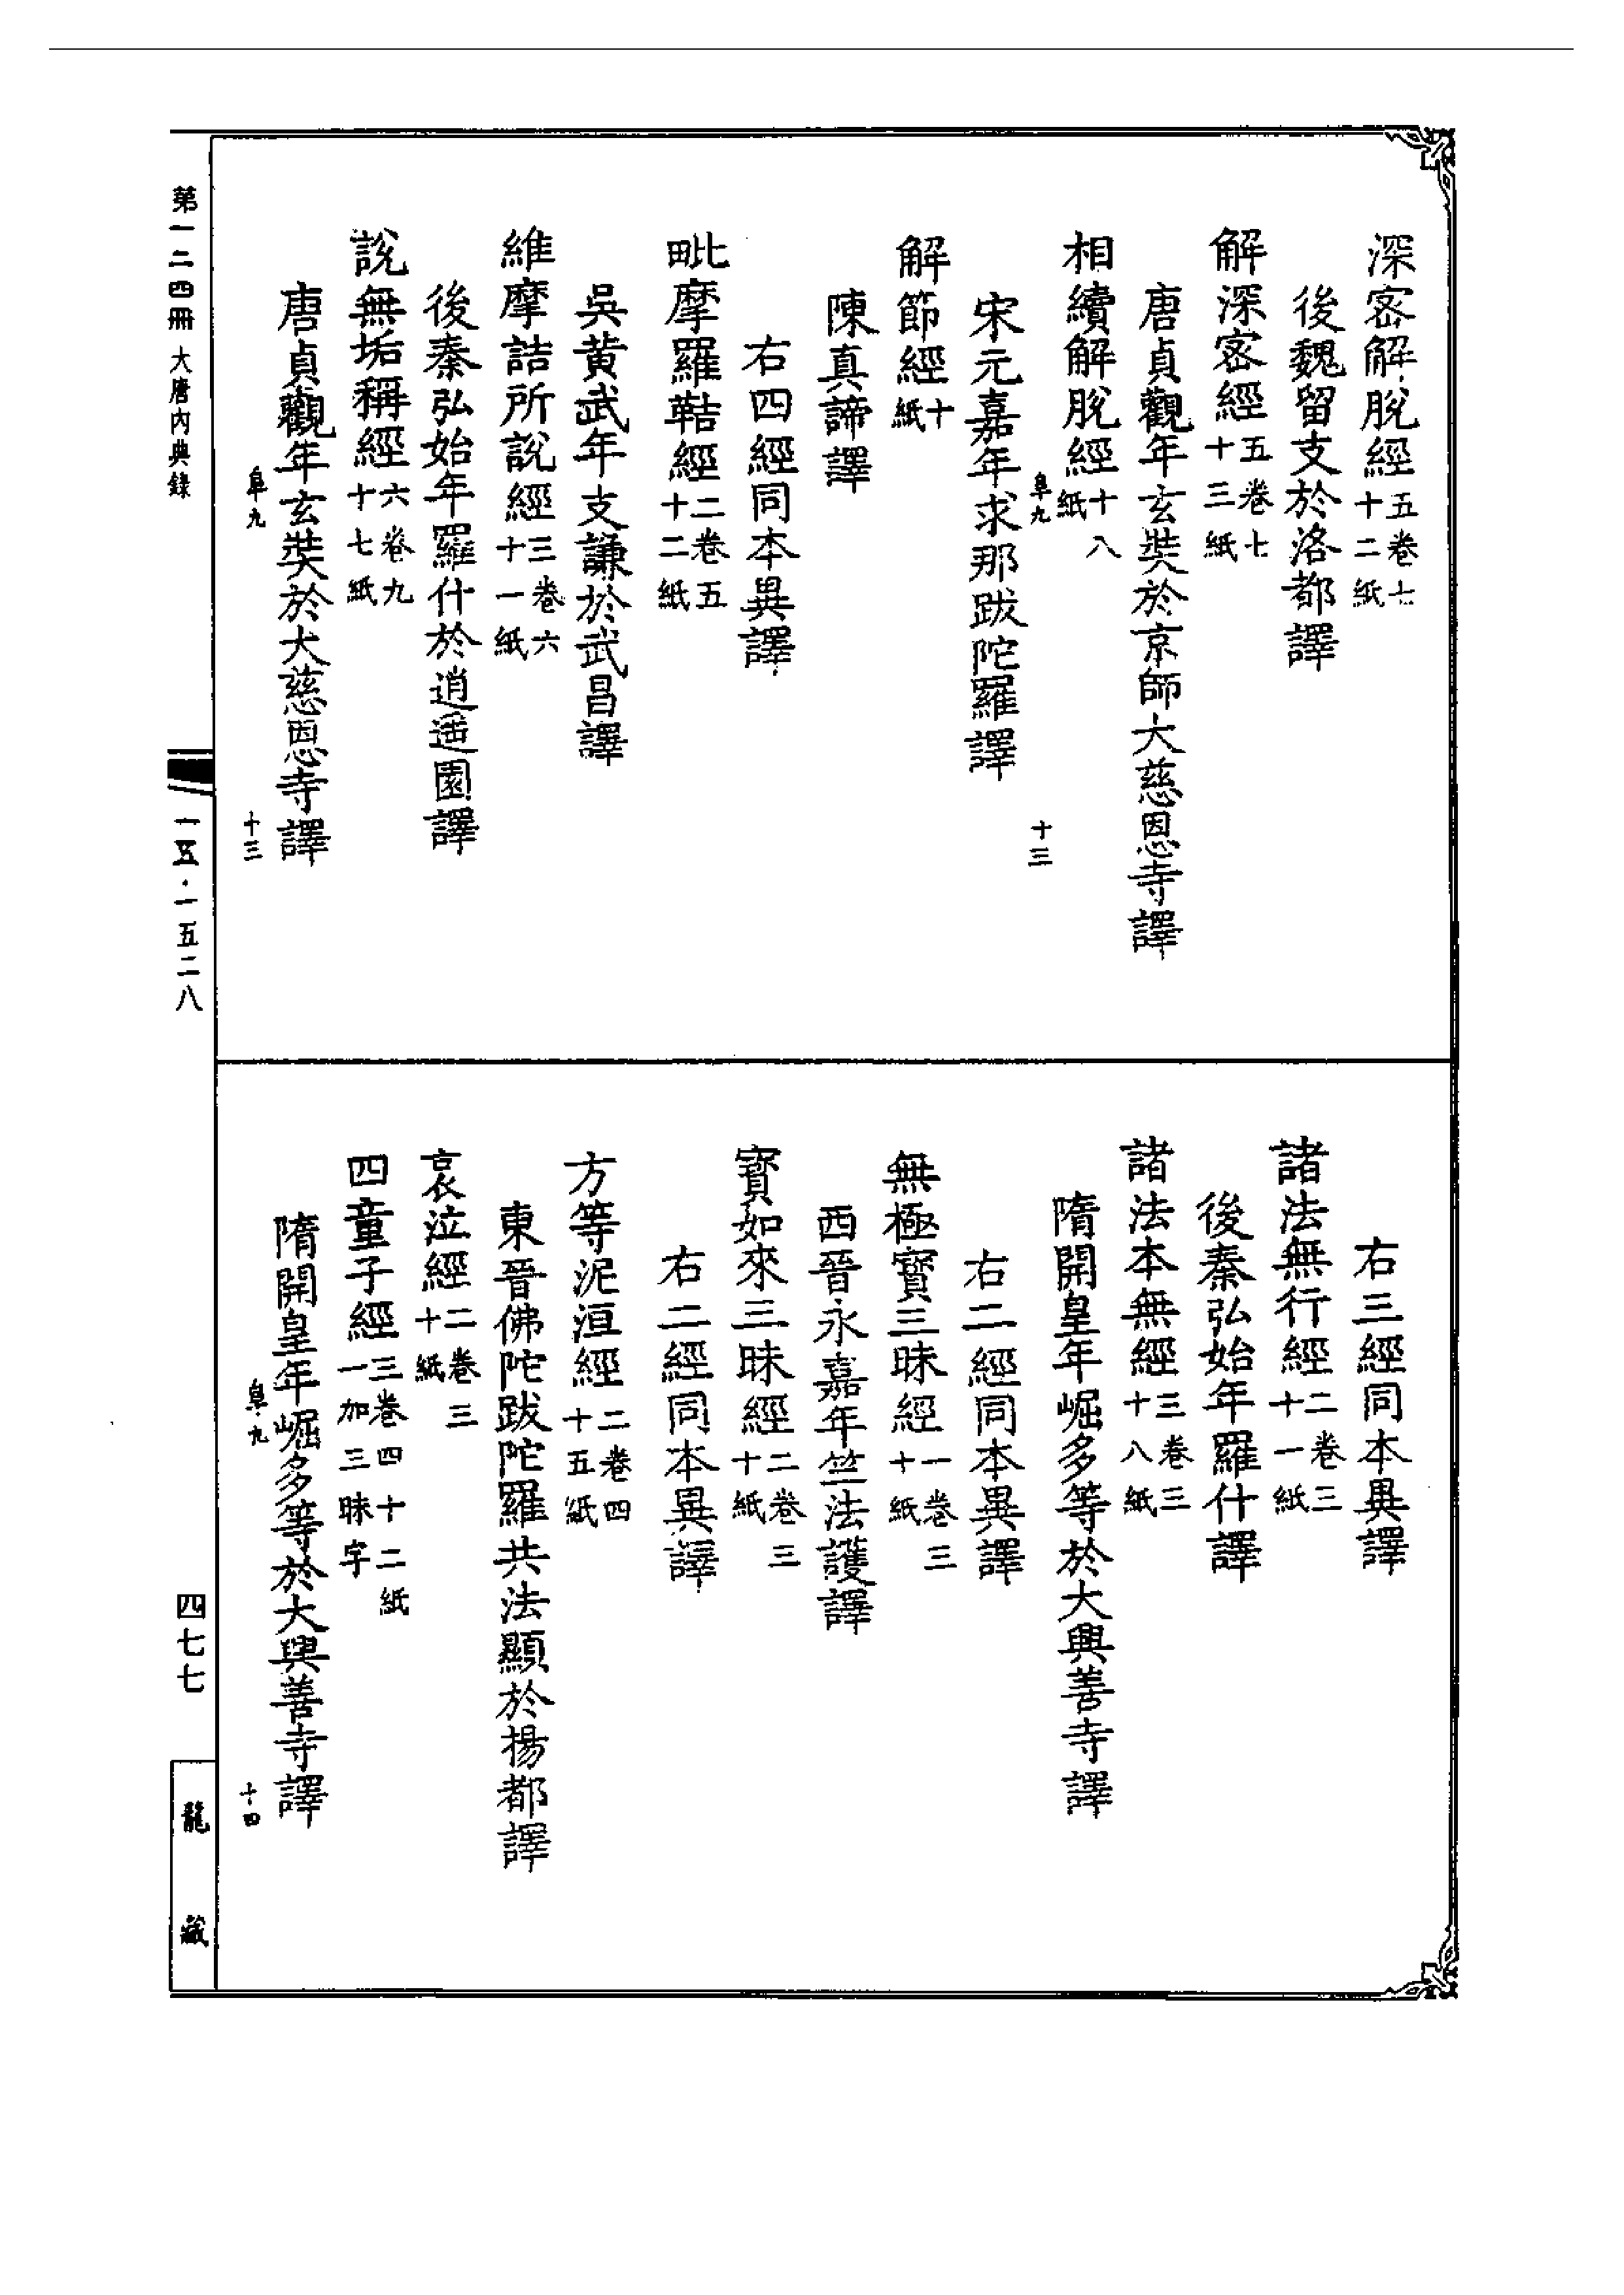 深密解脫經五卷七十二紙
後魏留支於洛都譯
解深密經五卷七十三紙
唐貞觀年玄奘於京師大慈恩寺譯
相續解脫經十八紙
阜九 十三
宋元嘉年求那跋陀羅譯
解節經十紙
陳真諦譯
右四經同本異譯
毗摩羅鞊經二卷五十二紙
吳黃武年支謙於武昌譯
維摩詰所說經三卷六十一紙
後秦弘始年羅什於逍遥園譯
說無垢稱經六卷九十七紙
唐貞觀年玄奘於大慈恩寺譯
阜九 十三
右三經同本異譯
諸法無行經二卷三十一紙
後秦弘始年羅什譯
諸法本無經三卷三十八紙
隋開皇年崛多等於大興善寺譯
右二經同本異譯
無極寶三昧經一卷三十紙
西晉永嘉年竺法護譯
寳如來三昧經二卷三十紙
右二經同本異譯
方等泥洹經二卷四十五紙
東晉佛陀跋陀羅共法顯於揚都譯
哀泣經二卷三十紙
四童子經三卷四十二紙一加三昧字
隋開皇年崛多等於大興善寺譯
阜九 十四
第一二四冊 大唐內典錄
一五五·一五二八
四七七
龍藏